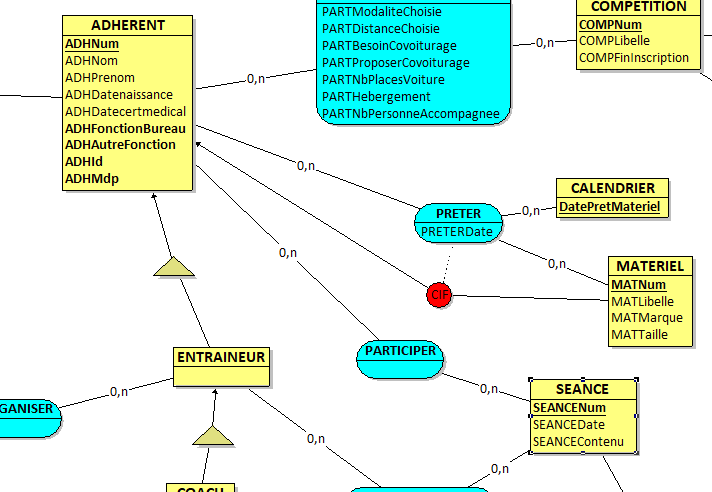 ADHERENT
ADHNum
ADHNom
ADHPrenom
ADHDatenaissance
ADHDatecertmedical
ADHFonctionBureau
ADHAutreFonction
ADHId
ADHMdp
0,n
PARTModaliteChoisie
PARTDistanceChoisie
PARTBesoinCovoiturage
PARTProposerCovoiturage
PARTNbPlacesVoiture
PARTHebergement
PARTNbPersonneAccompagnee
0,n
COMPETITION
COMPNum
COMPLibelle
COMPFinInscription
0,n
PRETER
PRETERDate
0,n
CALENDRIER
DatePretMateriel
0,n
MATERIEL
MATNum
MATLibelle
MATMarque
MATTaille
CIF
0,n
PARTICIPER
0,n
SEANCE
SEANCENum
SEANCEDate
SEANCEContenu
ENTRAINEUR
0,n
GANISER
0,n
0,n
COACH